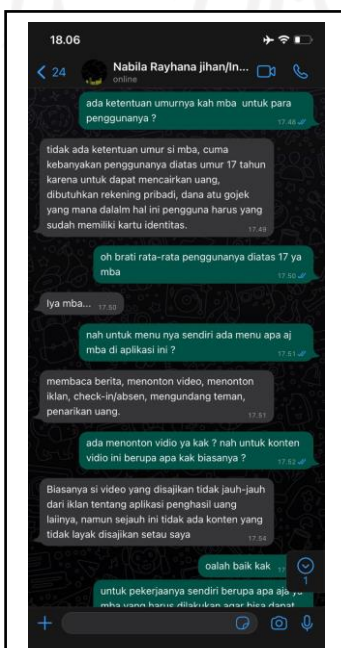 18.06
24
Nabila Rayhana jihan/In...
online
ada ketentuan umurnya kah mba untuk para
penggunanya ?
17.48
tidak ada ketentuan umur si mba, cuma
kebanyakan penggunanya diatas umur 17 tahun
karena untuk dapat mencairkan uang,
dibutuhkan rekening pribadi, dana atu gojek
yang mana dalalm hal ini pengguna harus yang
sudah memiliki kartu identitas.
17.49
oh brati rata-rata penggunanya diatas 17 ya
mba
17.50
Iya mba...
17.50
nah untuk menu nya sendiri ada menu apa aj
mba di aplikasi ini ?
17.51
membaca berita, menonton video, menonton
iklan, check-in/absen, mengundang teman,
penarikan uang.
17.51
ada menonton vidio ya kak ? nah untuk konten
vidio ini berupa apa kak biasanya ?
17.52
Biasanya si video yang disajikan tidak jauh-jauh
dari iklan tentang aplikasi penghasil uang
laiinya, namun sejauh ini tidak ada konten yang
tidak layak disajikan setau saya
17.54
oalah baik kak
1
untuk pekerjaanya sendiri berupa apa aja ya
mba yang harus dilakukan agar bisa dapat